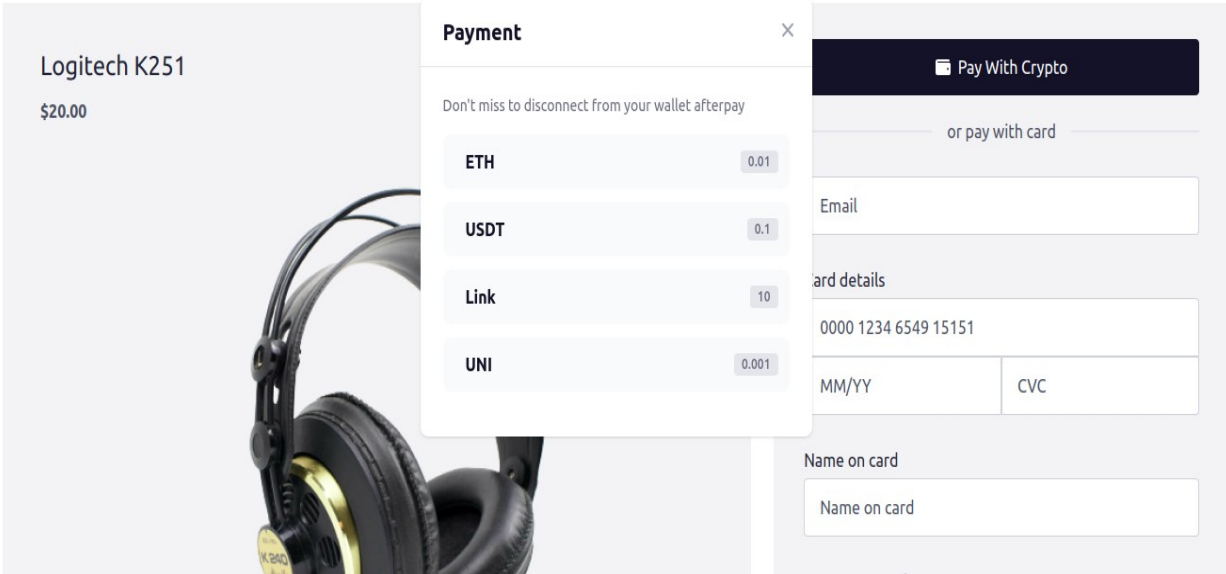 Logitech K251
$20.00
Payment
Don't miss to disconnect from your wallet afterpay
ETH 0.01
USDT 0.1
Link 10
UNI 0.001
Pay With Crypto
or pay with card
Email
ard details
0000 1234 6549 15151
MM/YY CVC
Name on card
Name on card
K 240